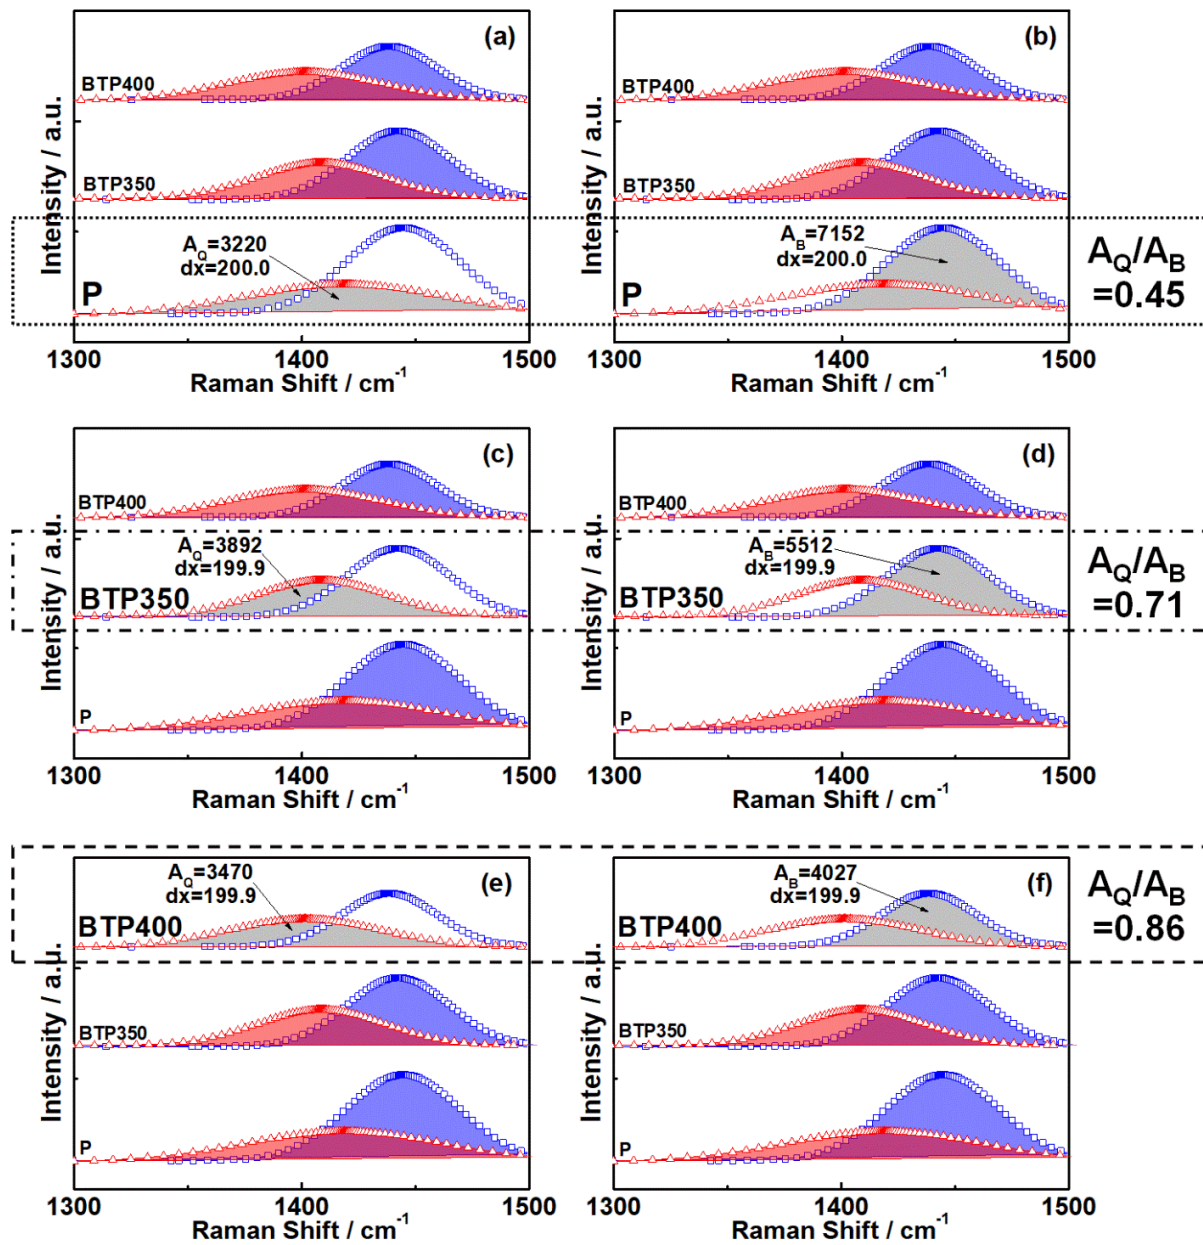 (a)
BTP400
BTP350
A_Q=3220
dx=200.0
P
Intensity / a.u.
1300 1400 1500
Raman Shift / cm⁻¹
(b)
BTP400
BTP350
A_B=7152
dx=200.0
P
Intensity / a.u.
1300 1400 1500
Raman Shift / cm⁻¹
A_Q/A_B
=0.45
(c)
BTP400
A_Q=3892
dx=199.9
BTP350
P
Intensity / a.u.
1300 1400 1500
Raman Shift / cm⁻¹
(d)
BTP400
A_B=5512
dx=199.9
BTP350
P
Intensity / a.u.
1300 1400 1500
Raman Shift / cm⁻¹
A_Q/A_B
=0.71
(e)
A_Q=3470
dx=199.9
BTP400
BTP350
P
Intensity / a.u.
1300 1400 1500
Raman Shift / cm⁻¹
(f)
A_B=4027
dx=199.9
BTP400
BTP350
P
Intensity / a.u.
1300 1400 1500
Raman Shift / cm⁻¹
A_Q/A_B
=0.86